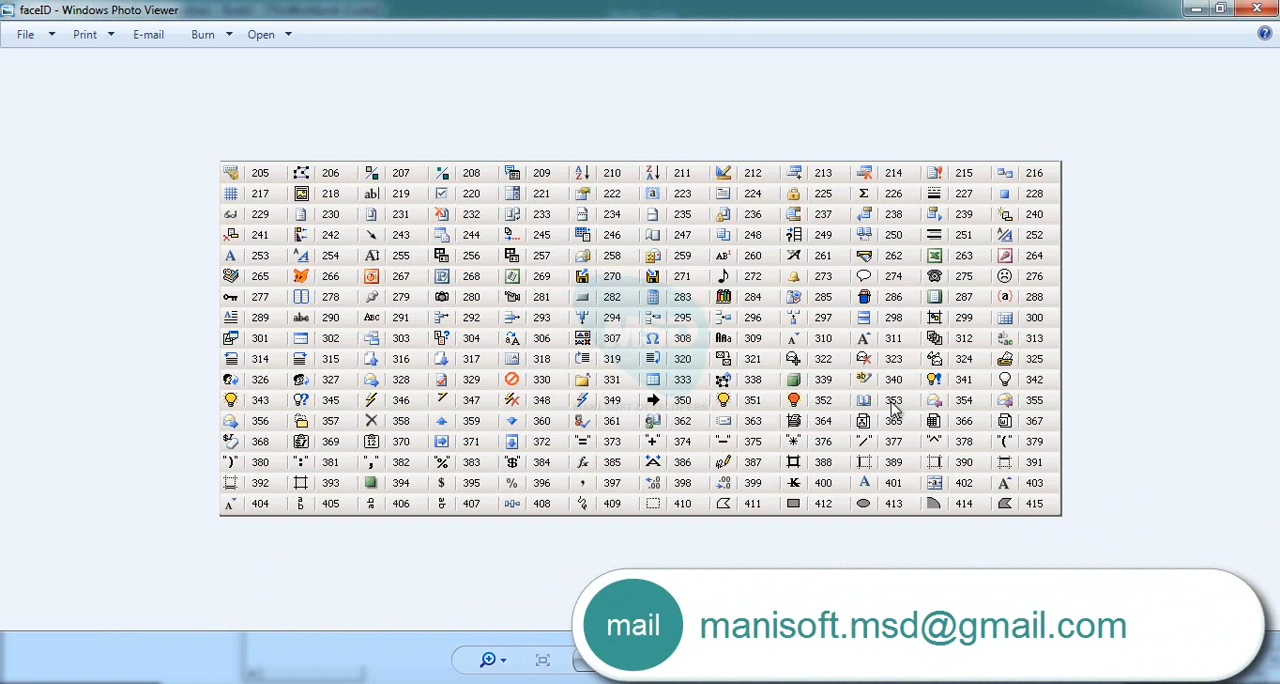 faceID - Windows Photo Viewer
File Print E-mail Burn Open
205 206 207 208 209 210 211 212 213 214 215 216
217 218 219 220 221 222 223 224 225 226 227 228
229 230 231 232 233 234 235 236 237 238 239 240
241 242 243 244 245 246 247 248 249 250 251 252
253 254 255 256 257 258 259 260 261 262 263 264
265 266 267 268 269 270 271 272 273 274 275 276
277 278 279 280 281 282 283 284 285 286 287 288
289 290 291 292 293 294 295 296 297 298 299 300
301 302 303 304 306 307 308 309 310 311 312 313
314 315 316 317 318 319 320 321 322 323 324 325
326 327 328 329 330 331 333 338 339 340 341 342
343 345 346 347 348 349 350 351 352 353 354 355
356 357 358 359 360 361 362 363 364 365 366 367
368 369 370 371 372 373 374 375 376 377 378 379
380 381 382 383 384 385 386 387 388 389 390 391
392 393 394 395 396 397 398 399 400 401 402 403
404 405 406 407 408 409 410 411 412 413 414 415
mail manisoft.msd@gmail.com